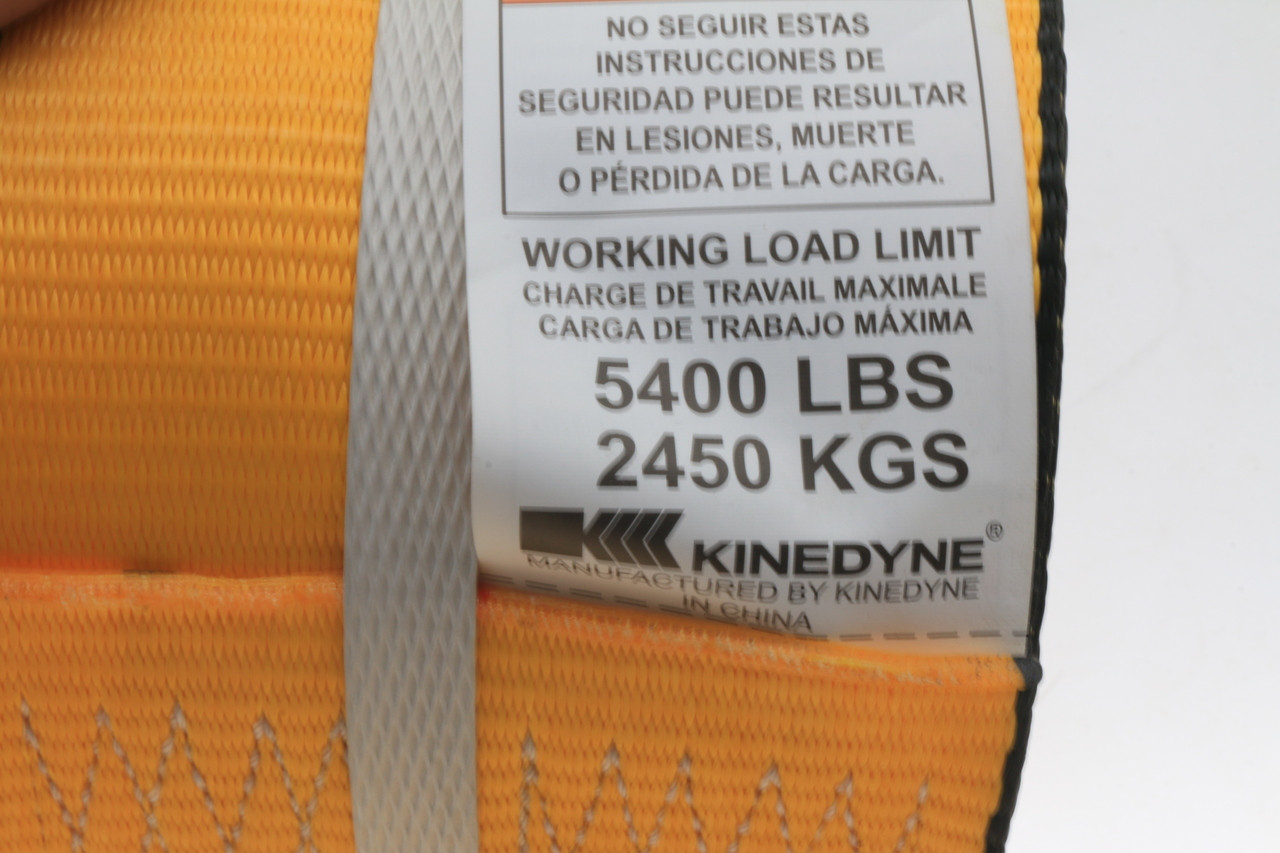 NO SEGUIR ESTAS
INSTRUCCIONES DE
SEGURIDAD PUEDE RESULTAR
EN LESIONES, MUERTE
O PÉRDIDA DE LA CARGA.
WORKING LOAD LIMIT
CHARGE DE TRAVAIL MAXIMALE
CARGA DE TRABAJO MÁXIMA
5400 LBS
2450 KGS
KINEDYNE®
MANUFACTURED BY KINEDYNE
IN CHINA